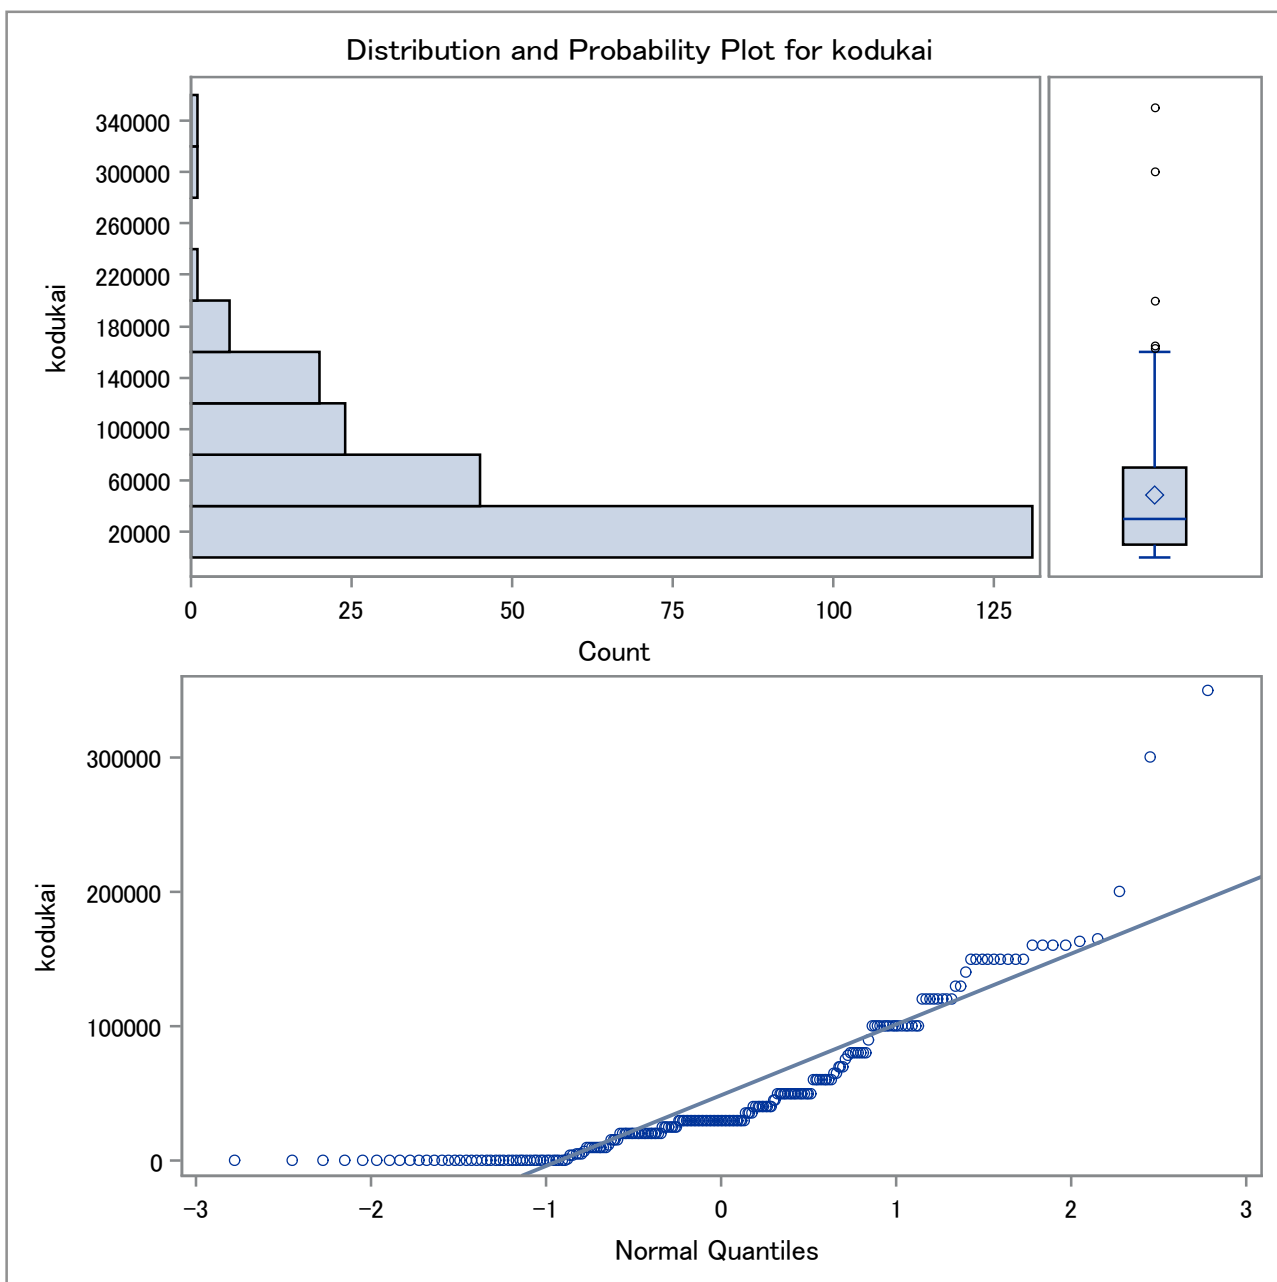 Distribution and Probability Plot for kodukai
340000
300000
260000
220000
180000
140000
100000
60000
20000
kodukai
0 25 50 75 100 125
Count
300000
200000
100000
0
kodukai
−3 −2 −1 0 1 2 3
Normal Quantiles